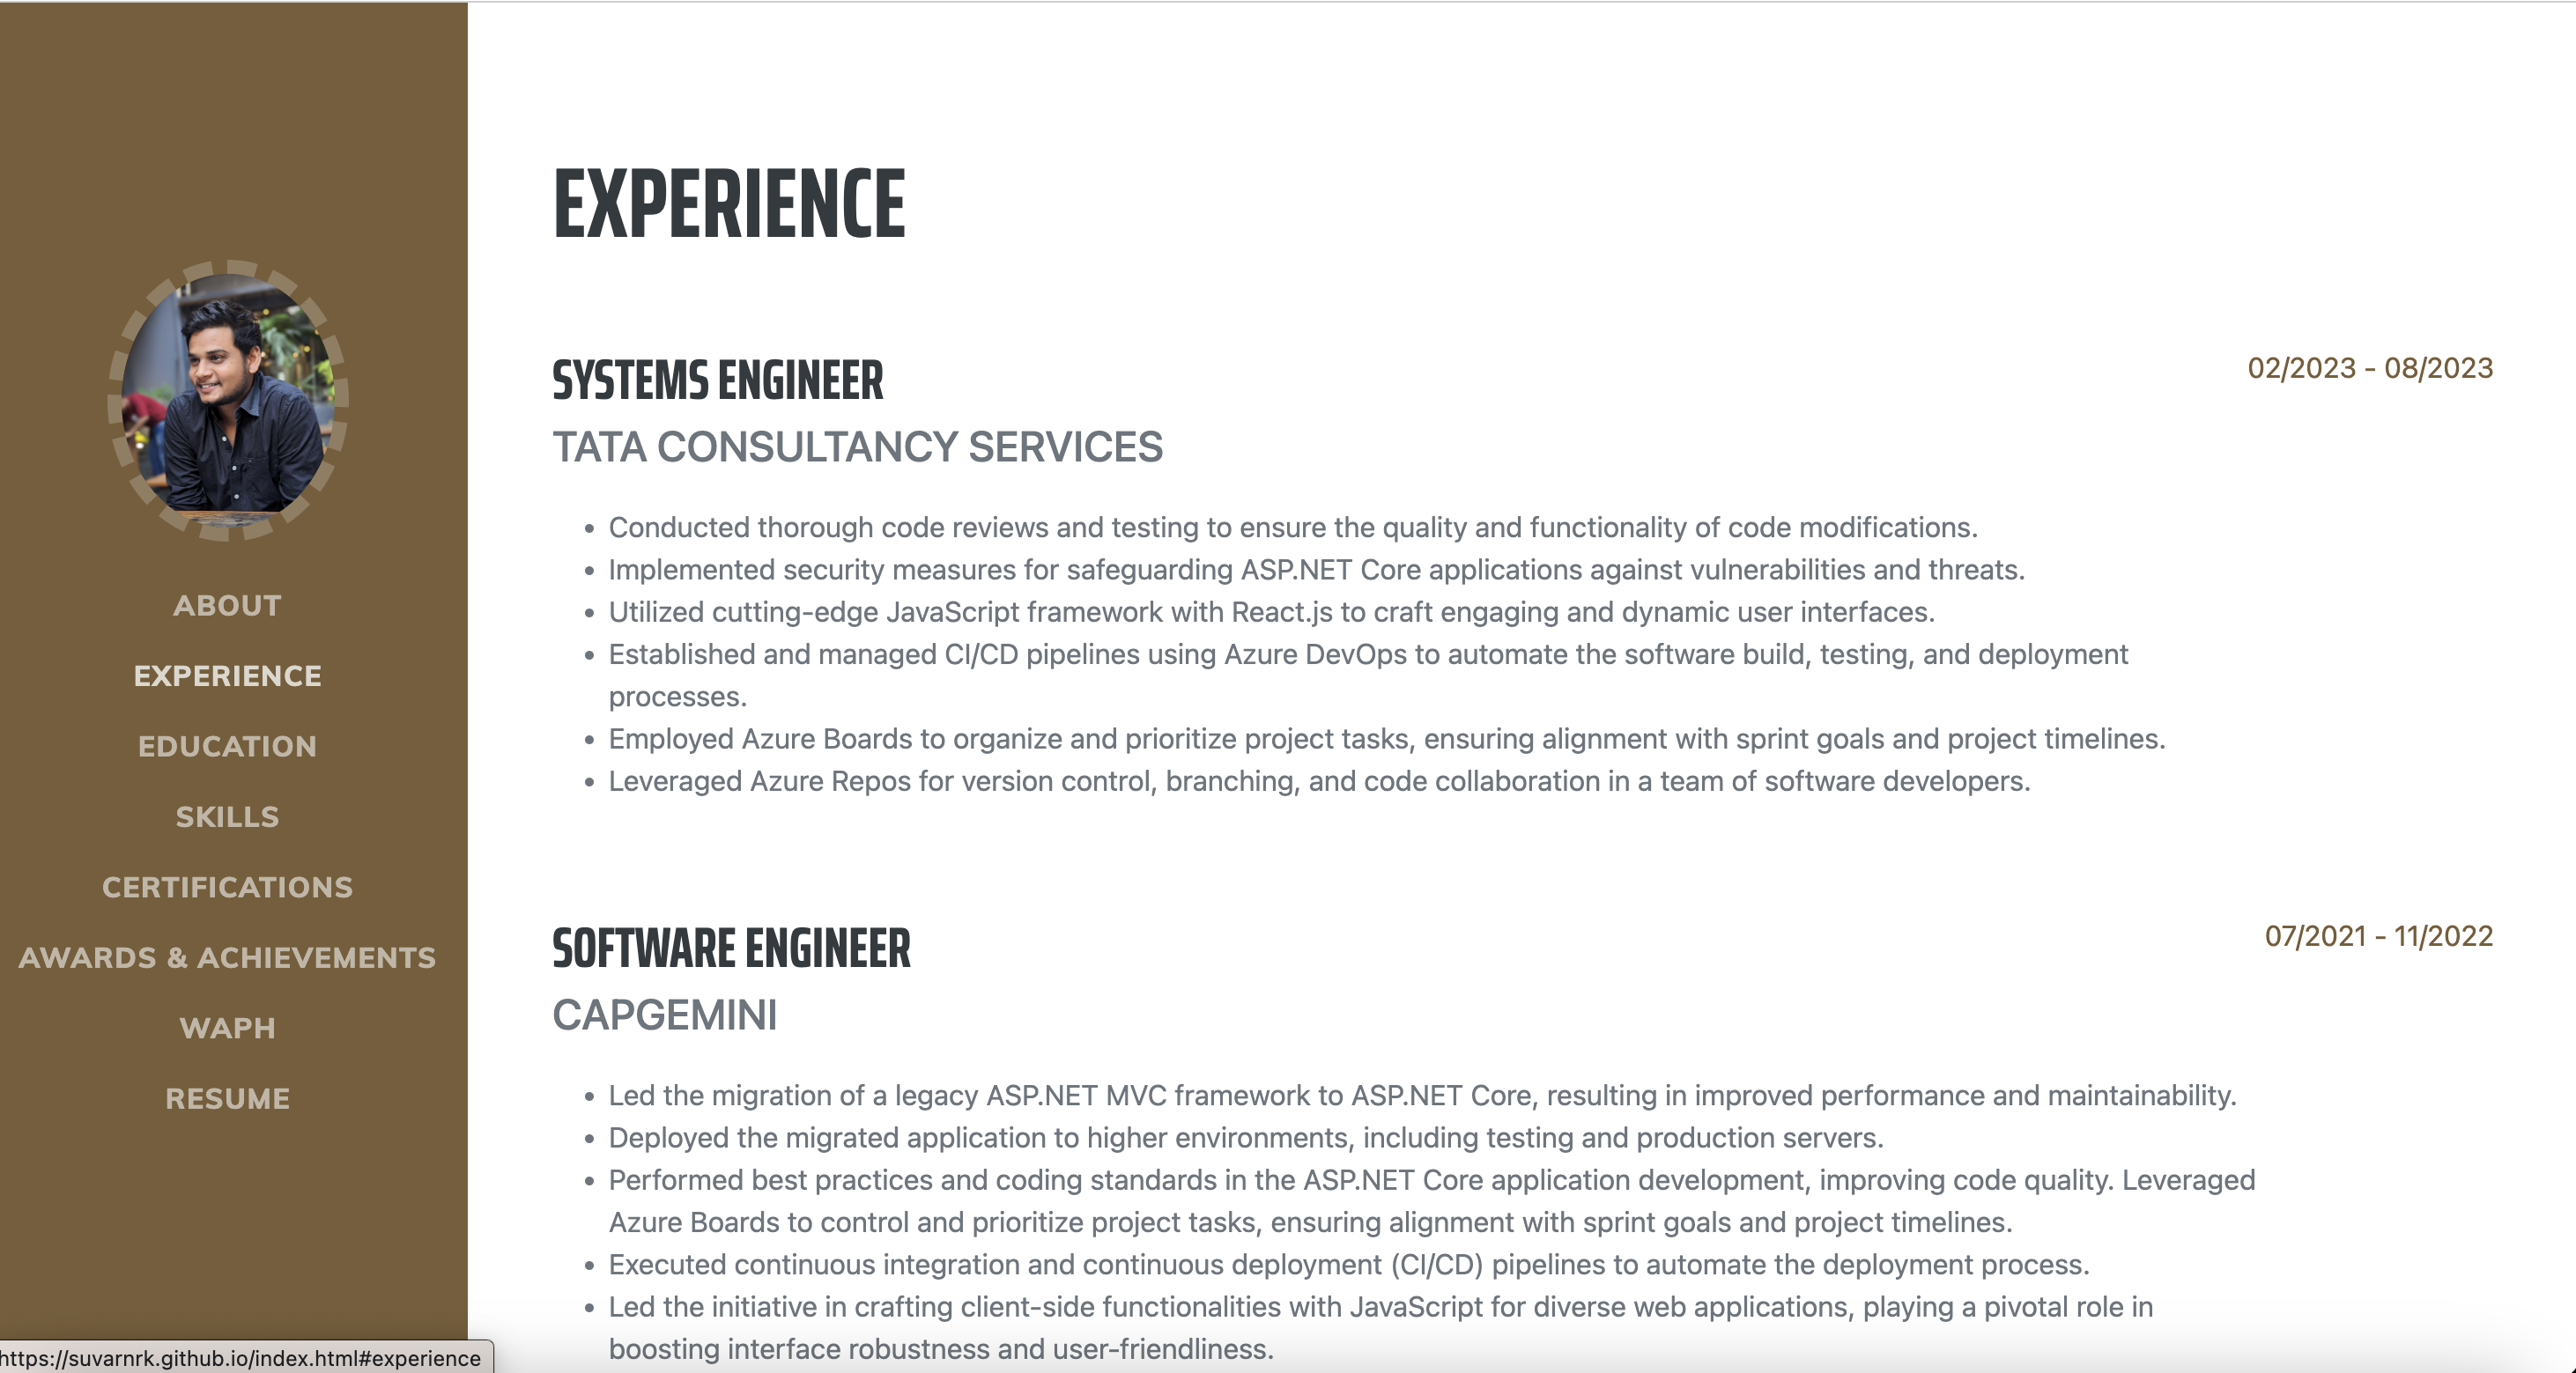 ABOUT
EXPERIENCE
EDUCATION
SKILLS
CERTIFICATIONS
AWARDS & ACHIEVEMENTS
WAPH
RESUME
EXPERIENCE
SYSTEMS ENGINEER
02/2023 - 08/2023
TATA CONSULTANCY SERVICES
• Conducted thorough code reviews and testing to ensure the quality and functionality of code modifications.
• Implemented security measures for safeguarding ASP.NET Core applications against vulnerabilities and threats.
• Utilized cutting-edge JavaScript framework with React.js to craft engaging and dynamic user interfaces.
• Established and managed CI/CD pipelines using Azure DevOps to automate the software build, testing, and deployment
processes.
• Employed Azure Boards to organize and prioritize project tasks, ensuring alignment with sprint goals and project timelines.
• Leveraged Azure Repos for version control, branching, and code collaboration in a team of software developers.
SOFTWARE ENGINEER
07/2021 - 11/2022
CAPGEMINI
• Led the migration of a legacy ASP.NET MVC framework to ASP.NET Core, resulting in improved performance and maintainability.
• Deployed the migrated application to higher environments, including testing and production servers.
• Performed best practices and coding standards in the ASP.NET Core application development, improving code quality. Leveraged
Azure Boards to control and prioritize project tasks, ensuring alignment with sprint goals and project timelines.
• Executed continuous integration and continuous deployment (CI/CD) pipelines to automate the deployment process.
• Led the initiative in crafting client-side functionalities with JavaScript for diverse web applications, playing a pivotal role in
boosting interface robustness and user-friendliness.
https://suvarnrk.github.io/index.html#experience